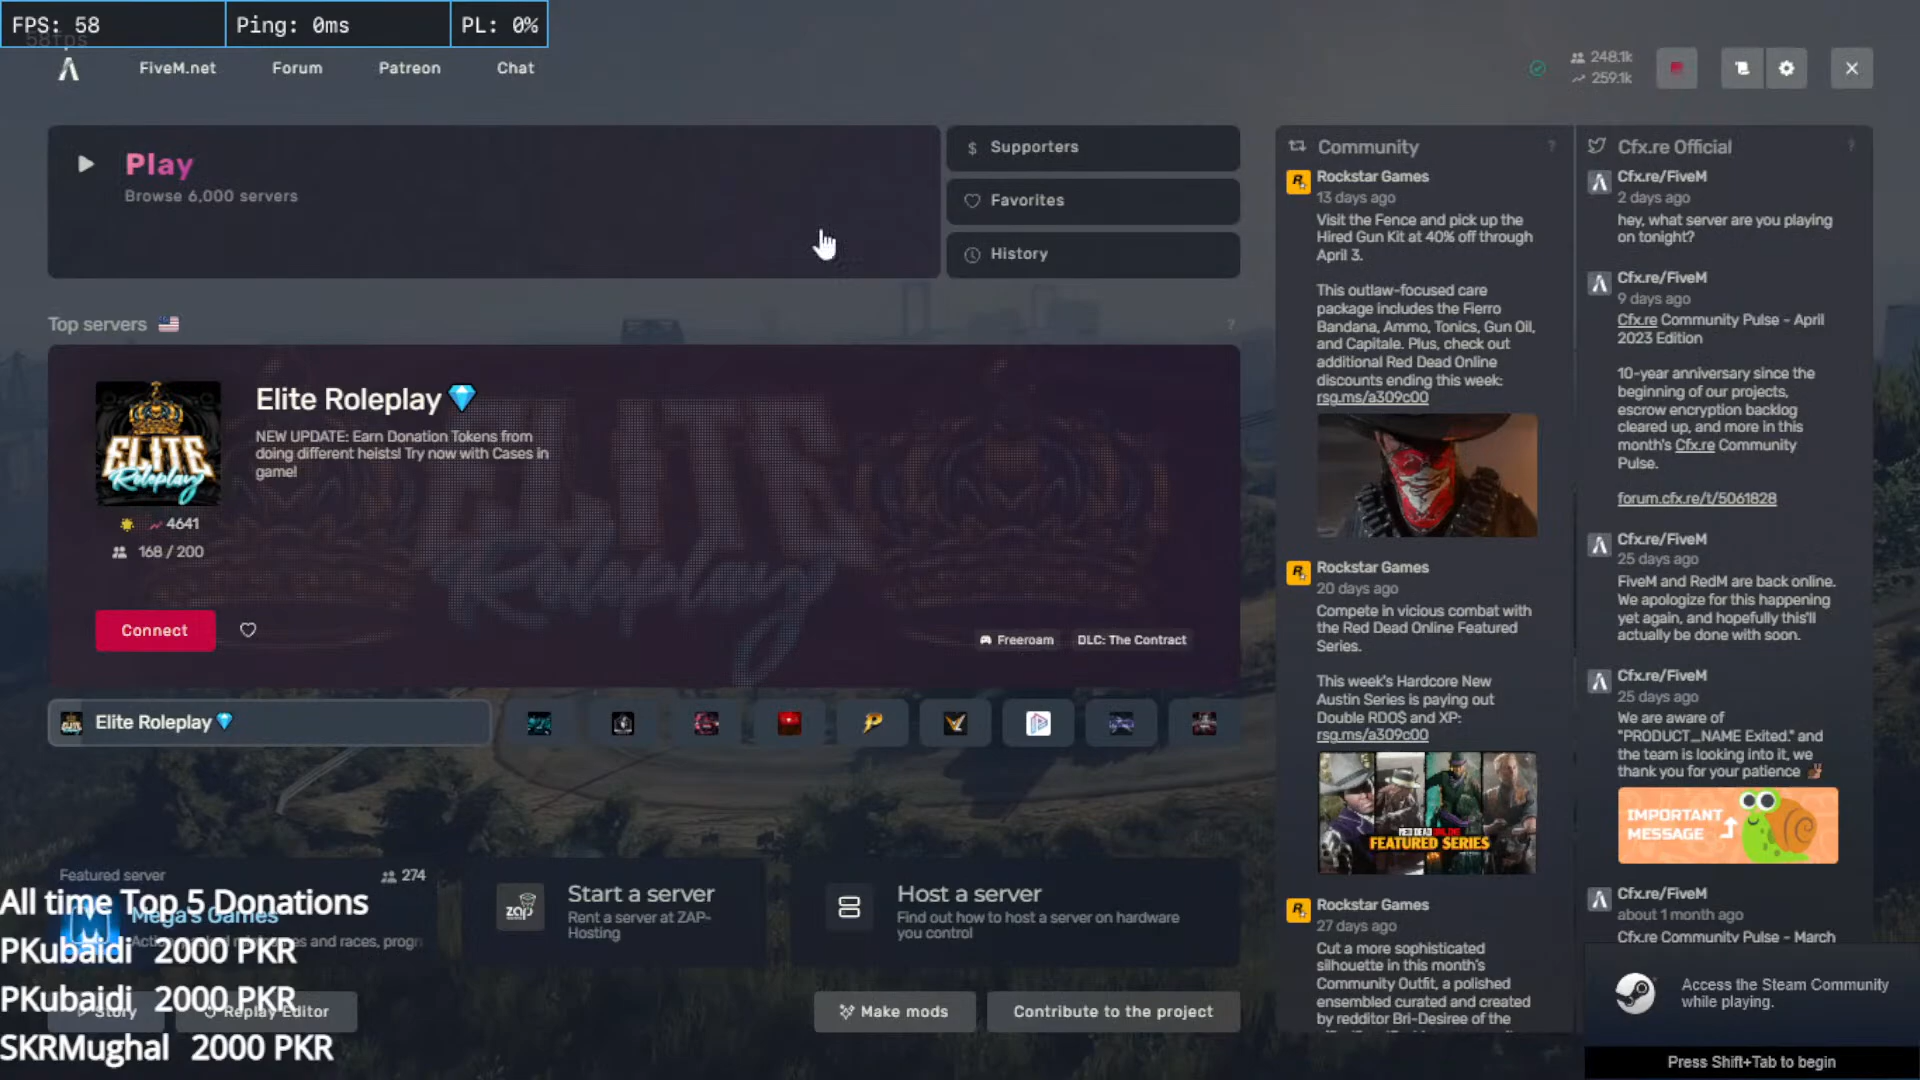 FPS: 58
Ping: 0ms
PL: 0%
58fps
FiveM.net
Forum
Patreon
Chat
248.1k
259.1k
Play
Browse 6,000 servers
$ Supporters
Favorites
History
Top servers
?
ELITE
Roleplay
Elite Roleplay
NEW UPDATE: Earn Donation Tokens from
doing different heists! Try now with Cases in
game!
4641
168 / 200
ELITE
Roleplay
Connect
Freeroam
DLC: The Contract
Elite Roleplay
Featured server
274
Mega's Games
All time Top 5 Donations
PKubaidi 2000 PKR
PKubaidi 2000 PKR
SKRMughal 2000 PKR
Story
Replay Editor
zap
Start a server
Rent a server at ZAP-
Hosting
Host a server
Find out how to host a server on hardware
you control
Make mods
Contribute to the project
Community
?
Rockstar Games
13 days ago
Visit the Fence and pick up the
Hired Gun Kit at 40% off through
April 3.
This outlaw-focused care
package includes the Fierro
Bandana, Ammo, Tonics, Gun Oil,
and Capitale. Plus, check out
additional Red Dead Online
discounts ending this week:
rsg.ms/a309c00
Rockstar Games
20 days ago
Compete in vicious combat with
the Red Dead Online Featured
Series.
This week's Hardcore New
Austin Series is paying out
Double RDO$ and XP:
rsg.ms/a309c00
RED DEAD ONLINE
FEATURED SERIES
Rockstar Games
27 days ago
Cut a more sophisticated
silhouette in this month's
Community Outfit, a polished
ensembled curated and created
by redditor Bri-Desiree of the
Cfx.re Official
?
Cfx.re/FiveM
2 days ago
hey, what server are you playing
on tonight?
Cfx.re/FiveM
9 days ago
Cfx.re Community Pulse - April
2023 Edition
10-year anniversary since the
beginning of our projects,
escrow encryption backlog
cleared up, and more in this
month's Cfx.re Community
Pulse.
forum.cfx.re/t/5061828
Cfx.re/FiveM
25 days ago
FiveM and RedM are back online.
We apologize for this happening
yet again, and hopefully this'll
actually be done with soon.
Cfx.re/FiveM
25 days ago
We are aware of
"PRODUCT_NAME Exited." and
the team is looking into it, we
thank you for your patience
IMPORTANT
MESSAGE
Cfx.re/FiveM
about 1 month ago
Cfx.re Community Pulse - March
Access the Steam Community
while playing.
Press Shift+Tab to begin